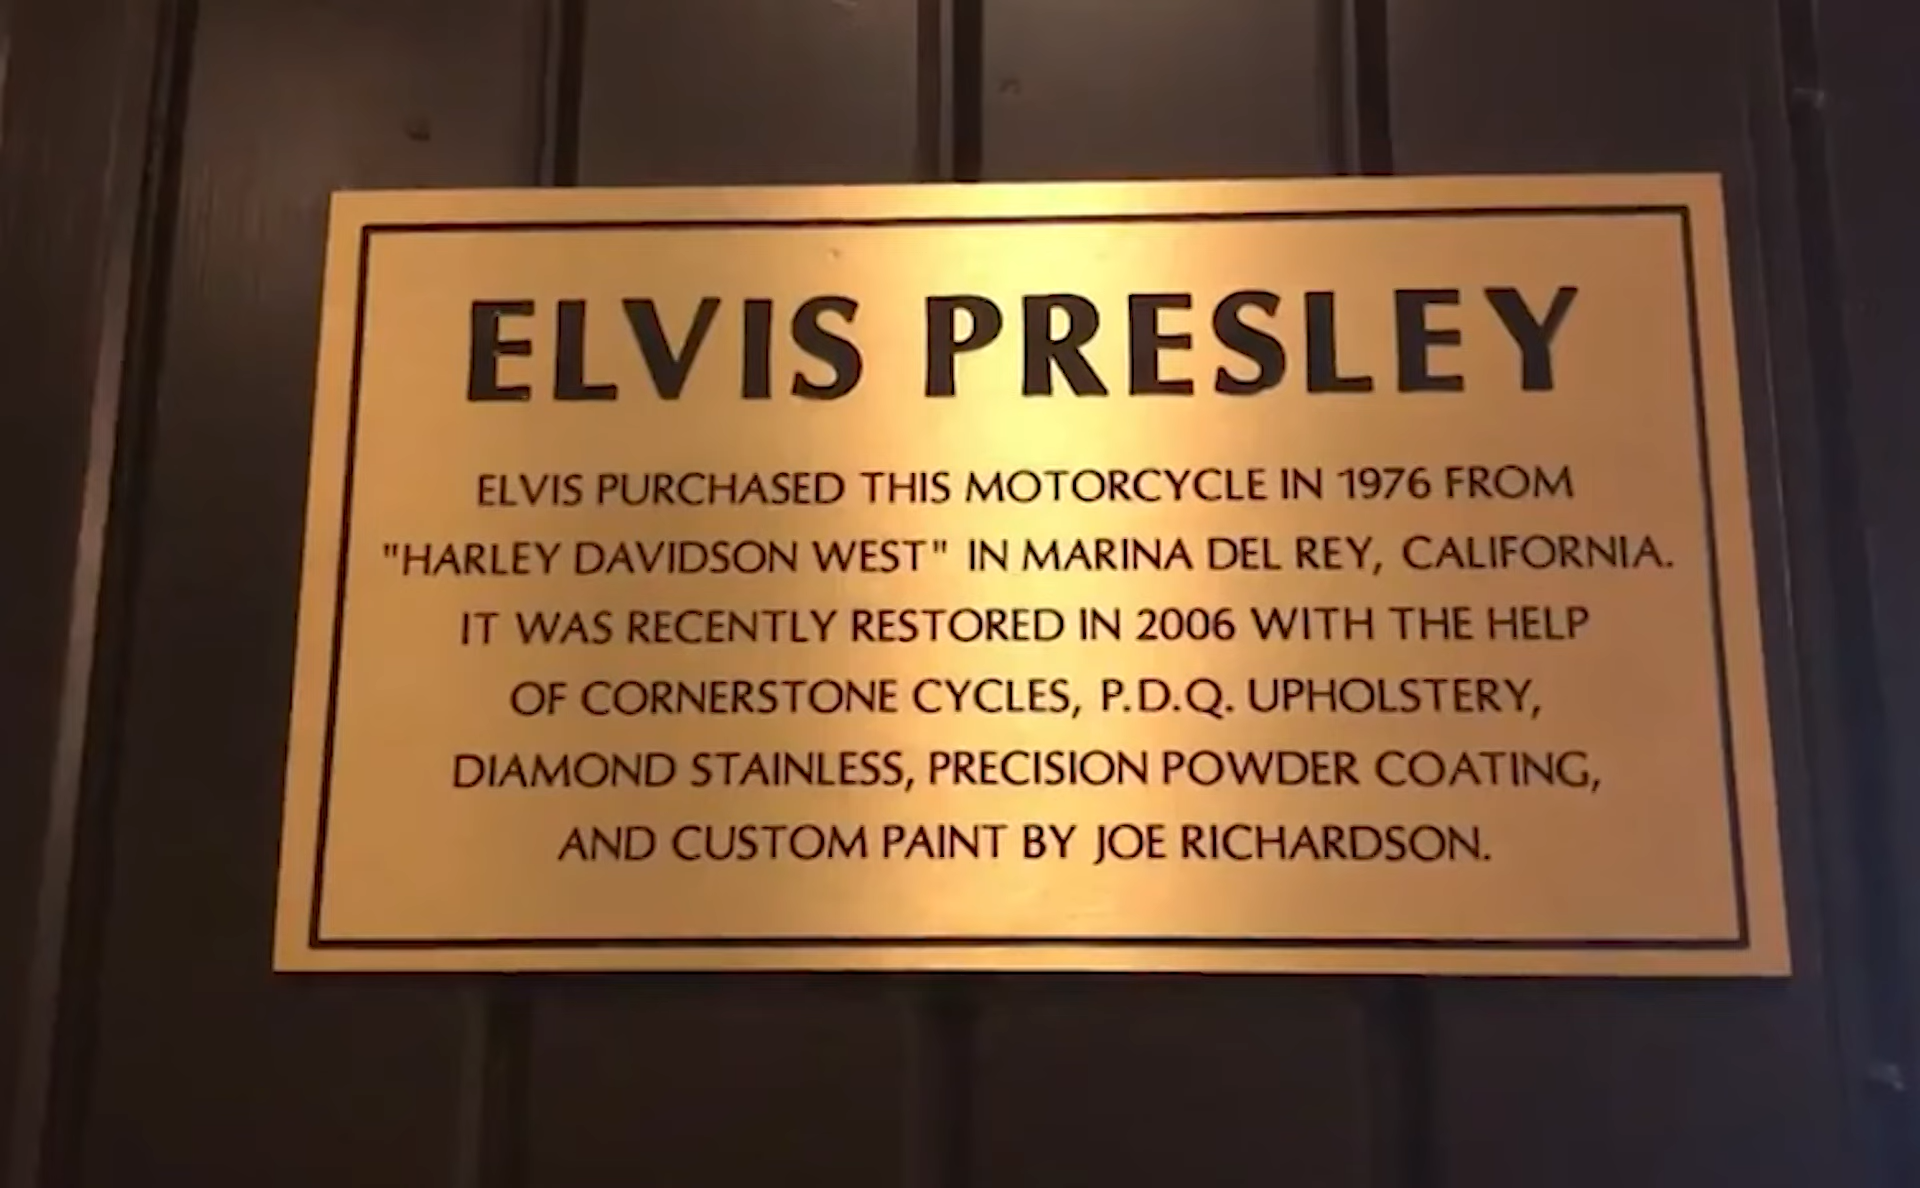 ELVIS PRESLEY
ELVIS PURCHASED THIS MOTORCYCLE IN 1976 FROM
"HARLEY DAVIDSON WEST" IN MARINA DEL REY, CALIFORNIA.
IT WAS RECENTLY RESTORED IN 2006 WITH THE HELP
OF CORNERSTONE CYCLES, P.D.Q. UPHOLSTERY,
DIAMOND STAINLESS, PRECISION POWDER COATING,
AND CUSTOM PAINT BY JOE RICHARDSON.